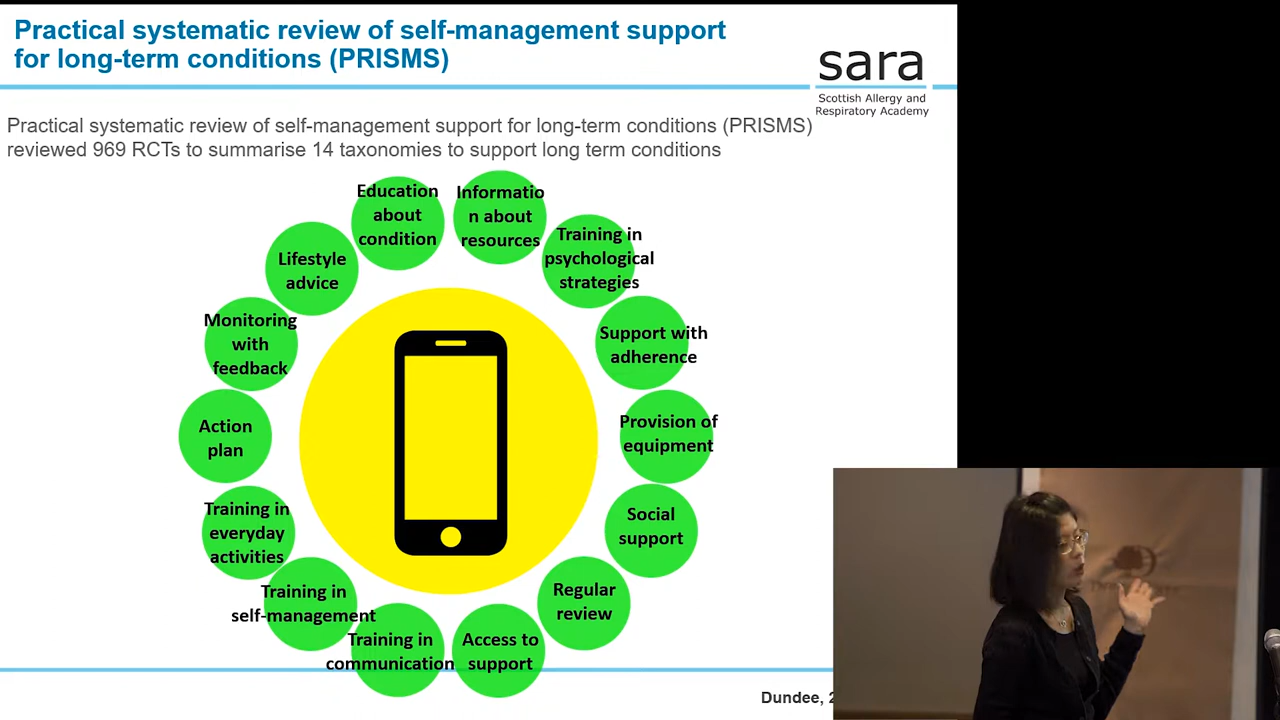 Practical systematic review of self-management support
for long-term conditions (PRISMS)
sara
Scottish Allergy and
Respiratory Academy
Practical systematic review of self-management support for long-term conditions (PRISMS)
reviewed 969 RCTs to summarise 14 taxonomies to support long term conditions
Education
about
condition
Informatio
n about
resources
Training in
psychological
strategies
Support with
adherence
Provision of
equipment
Social
support
Regular
review
Access to
support
Training in
communication
Training in
self-management
Training in
everyday
activities
Action
plan
Monitoring
with
feedback
Lifestyle
advice
Dundee,